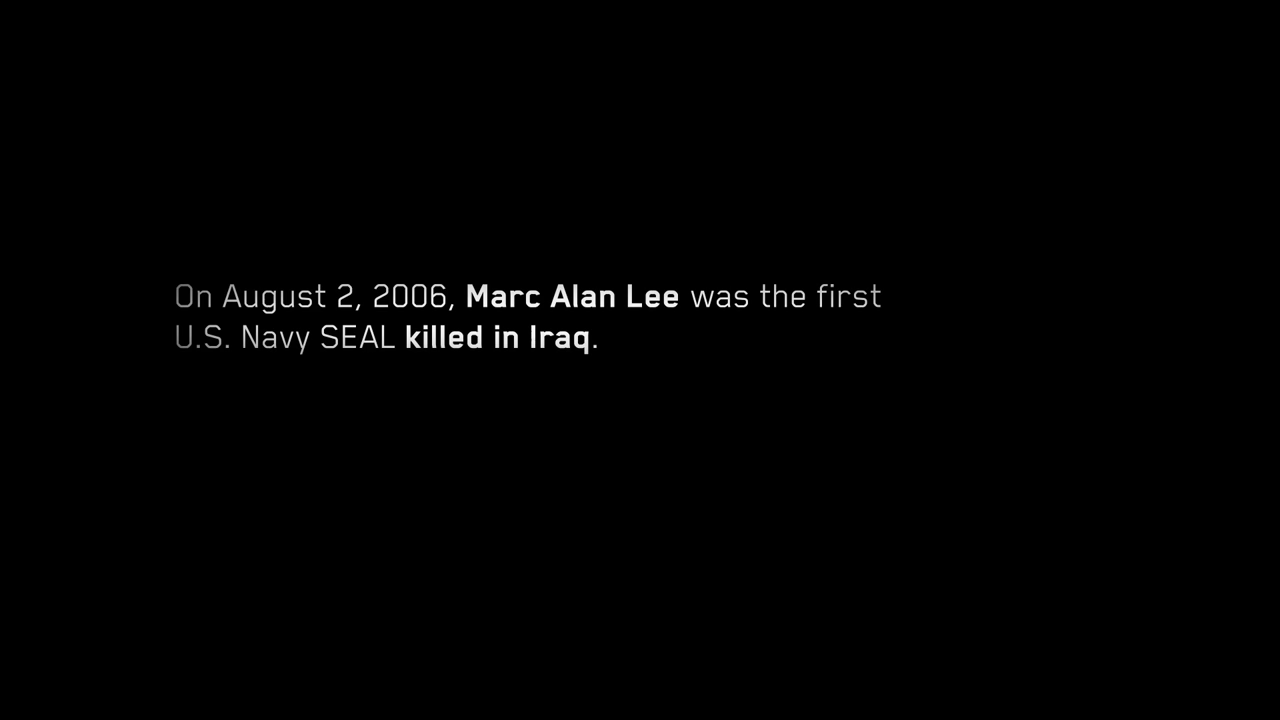 On August 2, 2006, Marc Alan Lee was the first
U.S. Navy SEAL killed in Iraq.